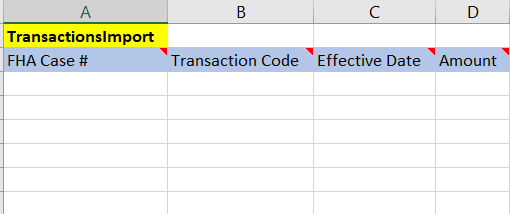 A B C D
TransactionsImport
FHA Case # Transaction Code Effective Date Amount